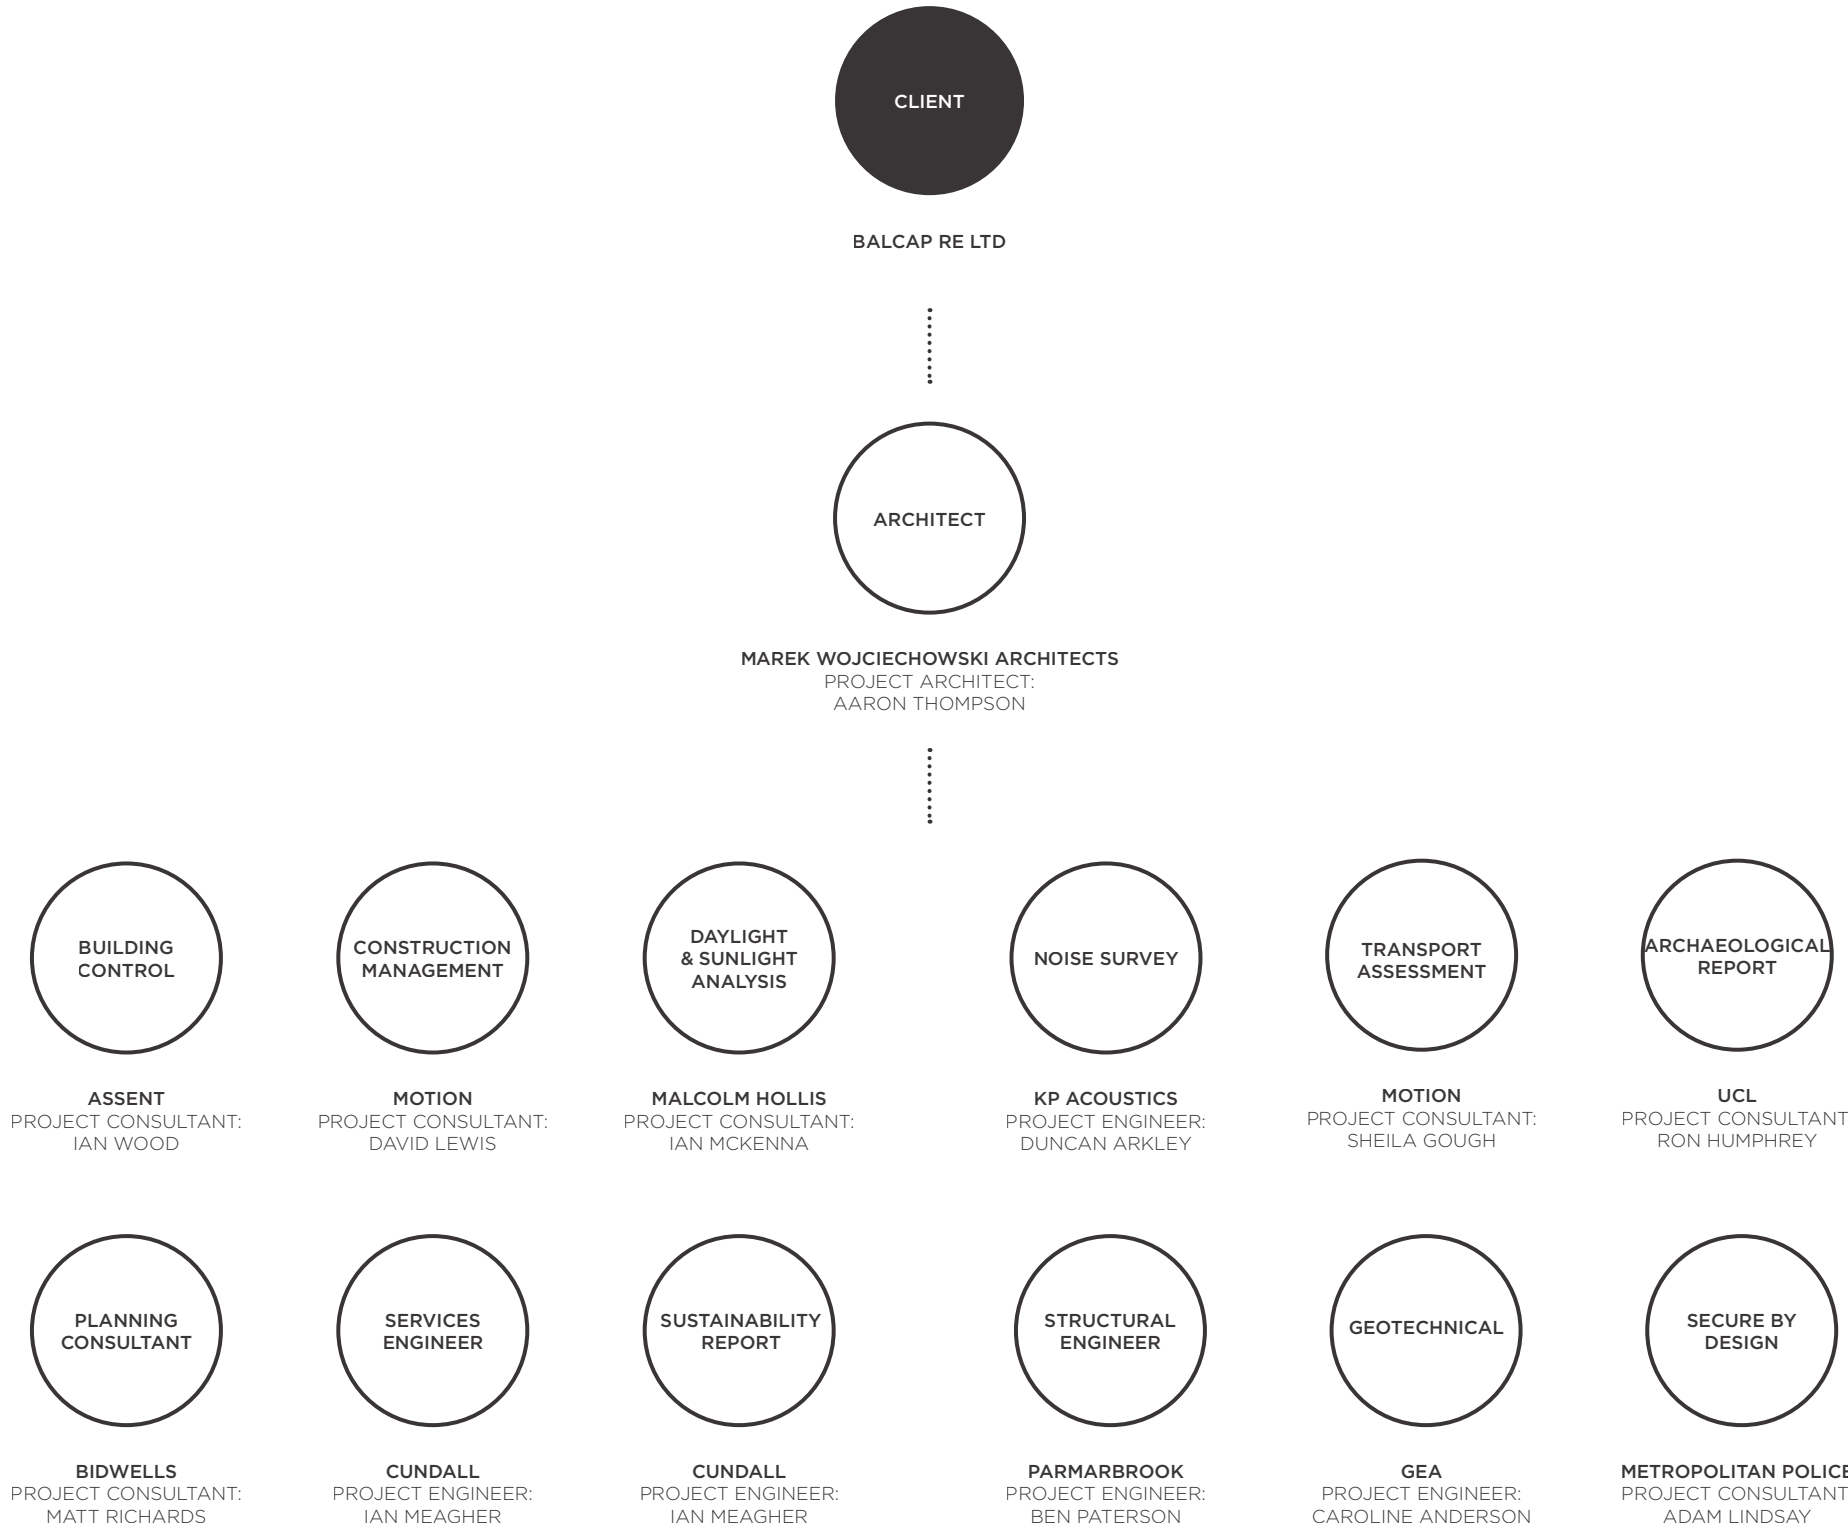 CLIENT
BALCAP RE LTD
ARCHITECT
MAREK WOJCIECHOWSKI ARCHITECTS
PROJECT ARCHITECT:
AARON THOMPSON
BUILDING
CONTROL
ASSENT
PROJECT CONSULTANT:
IAN WOOD
CONSTRUCTION
MANAGEMENT
MOTION
PROJECT CONSULTANT:
DAVID LEWIS
DAYLIGHT
& SUNLIGHT
ANALYSIS
MALCOLM HOLLIS
PROJECT CONSULTANT:
IAN MCKENNA
NOISE SURVEY
KP ACOUSTICS
PROJECT ENGINEER:
DUNCAN ARKLEY
TRANSPORT
ASSESSMENT
MOTION
PROJECT CONSULTANT:
SHEILA GOUGH
ARCHAEOLOGICAL
REPORT
UCL
PROJECT CONSULTANT
RON HUMPHREY
PLANNING
CONSULTANT
BIDWELLS
PROJECT CONSULTANT:
MATT RICHARDS
SERVICES
ENGINEER
CUNDALL
PROJECT ENGINEER:
IAN MEAGHER
SUSTAINABILITY
REPORT
CUNDALL
PROJECT ENGINEER:
IAN MEAGHER
STRUCTURAL
ENGINEER
PARMARBROOK
PROJECT ENGINEER:
BEN PATERSON
GEOTECHNICAL
GEA
PROJECT ENGINEER:
CAROLINE ANDERSON
SECURE BY
DESIGN
METROPOLITAN POLICE
PROJECT CONSULTANT
ADAM LINDSAY